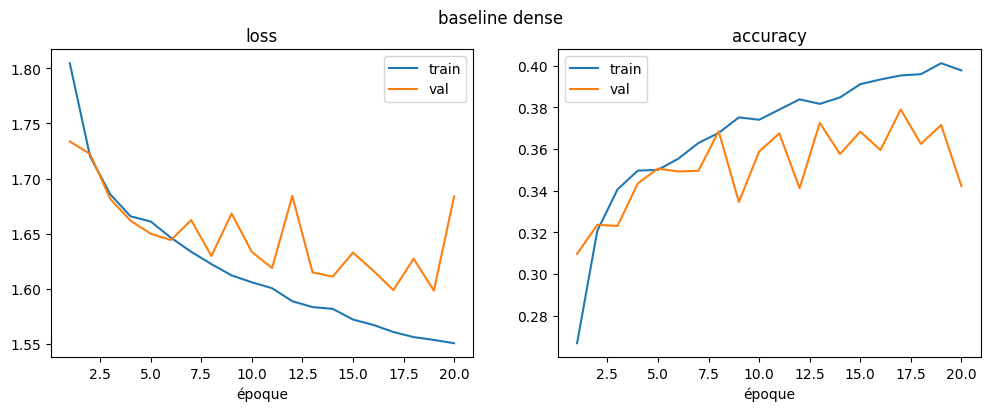 baseline dense
loss
accuracy
train
val
train
val
1.80
1.75
1.70
1.65
1.60
1.55
0.40
0.38
0.36
0.34
0.32
0.30
0.28
2.5 5.0 7.5 10.0 12.5 15.0 17.5 20.0
2.5 5.0 7.5 10.0 12.5 15.0 17.5 20.0
époque
époque